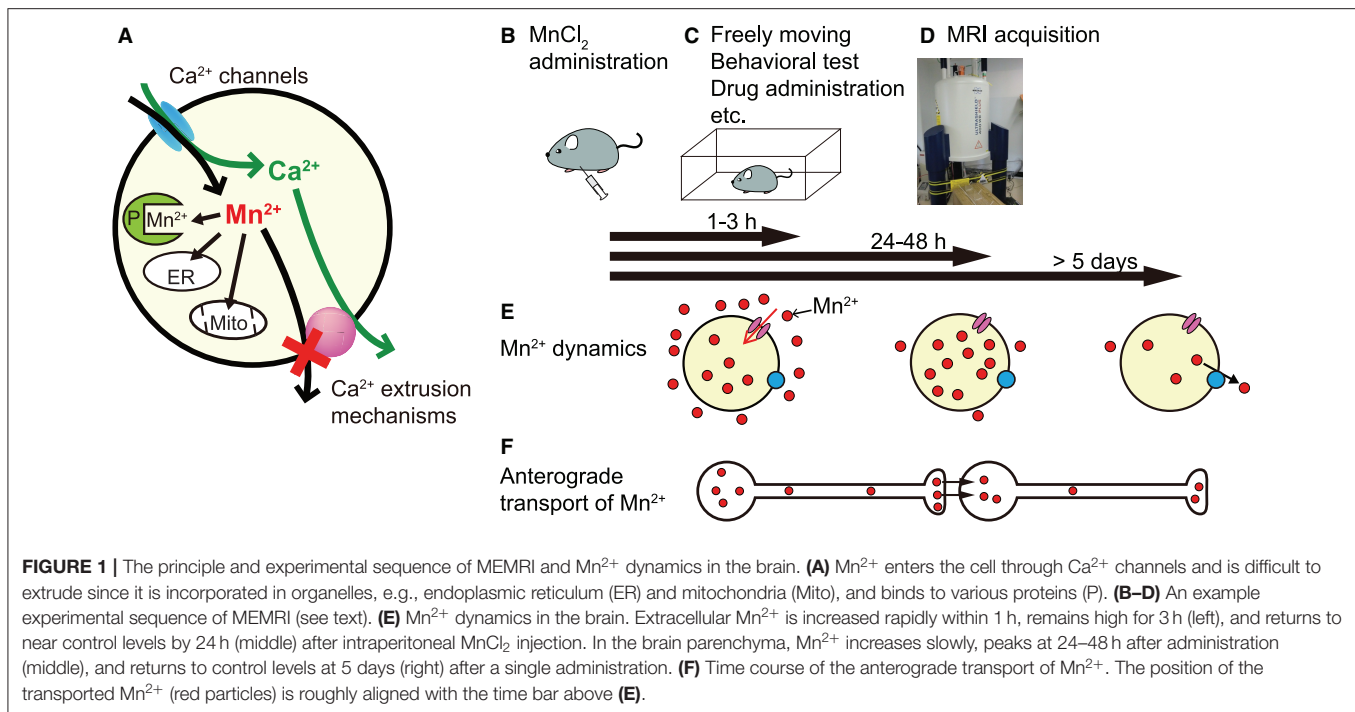 A
Ca²⁺ channels
Ca²⁺
Mn²⁺
P
Mn²⁺
ER
Mito
Ca²⁺ extrusion
mechanisms
B MnCl₂
administration
C Freely moving
Behavioral test
Drug administration
etc.
D MRI acquisition
ULTRASHIELD
1-3 h
24-48 h
> 5 days
E
Mn²⁺ dynamics
Mn²⁺
F
Anterograde
transport of Mn²⁺
FIGURE 1 | The principle and experimental sequence of MEMRI and Mn²⁺ dynamics in the brain. (A) Mn²⁺ enters the cell through Ca²⁺ channels and is difficult to
extrude since it is incorporated in organelles, e.g., endoplasmic reticulum (ER) and mitochondria (Mito), and binds to various proteins (P). (B–D) An example
experimental sequence of MEMRI (see text). (E) Mn²⁺ dynamics in the brain. Extracellular Mn²⁺ is increased rapidly within 1 h, remains high for 3 h (left), and returns to
near control levels by 24 h (middle) after intraperitoneal MnCl₂ injection. In the brain parenchyma, Mn²⁺ increases slowly, peaks at 24–48 h after administration
(middle), and returns to control levels at 5 days (right) after a single administration. (F) Time course of the anterograde transport of Mn²⁺. The position of the
transported Mn²⁺ (red particles) is roughly aligned with the time bar above (E).